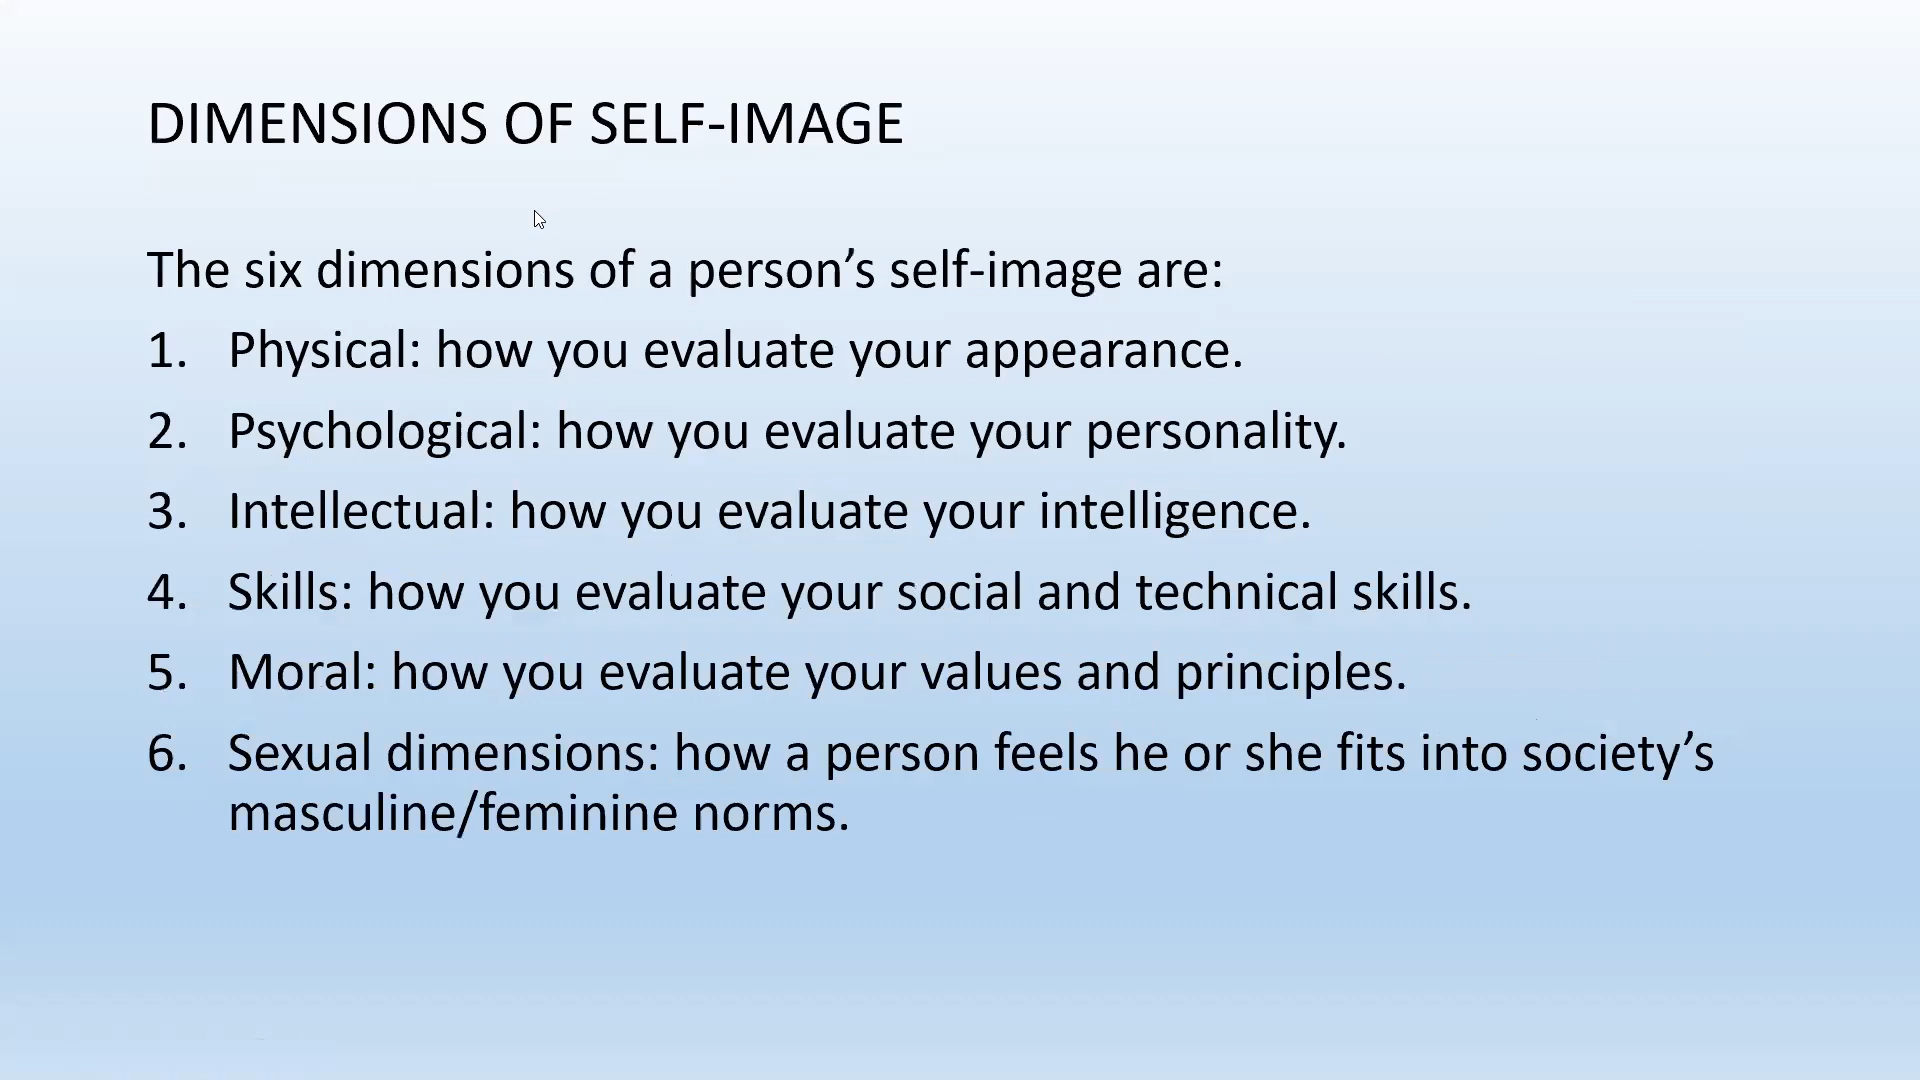 DIMENSIONS OF SELF-IMAGE
The six dimensions of a person’s self-image are:
1. Physical: how you evaluate your appearance.
2. Psychological: how you evaluate your personality.
3. Intellectual: how you evaluate your intelligence.
4. Skills: how you evaluate your social and technical skills.
5. Moral: how you evaluate your values and principles.
6. Sexual dimensions: how a person feels he or she fits into society’s
masculine/feminine norms.